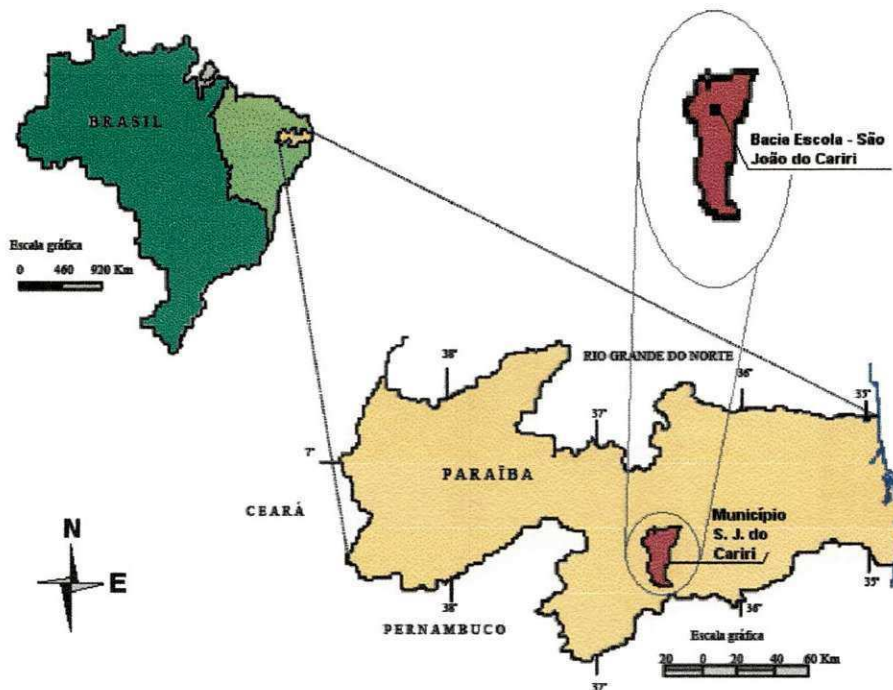 BRASIL
Escala gráfica
0 460 920 Km
Bacia Escola - São
João do Cariri
RIO GRANDE DO NORTE
38°
36°
35°
37°
7°
PARAÏBA
CEARÁ
Município
S. J. do
Cariri
N
E
38°
36°
35°
PERNAMBUCO
Escala gráfica
20 0 20 40 60 Km
37°